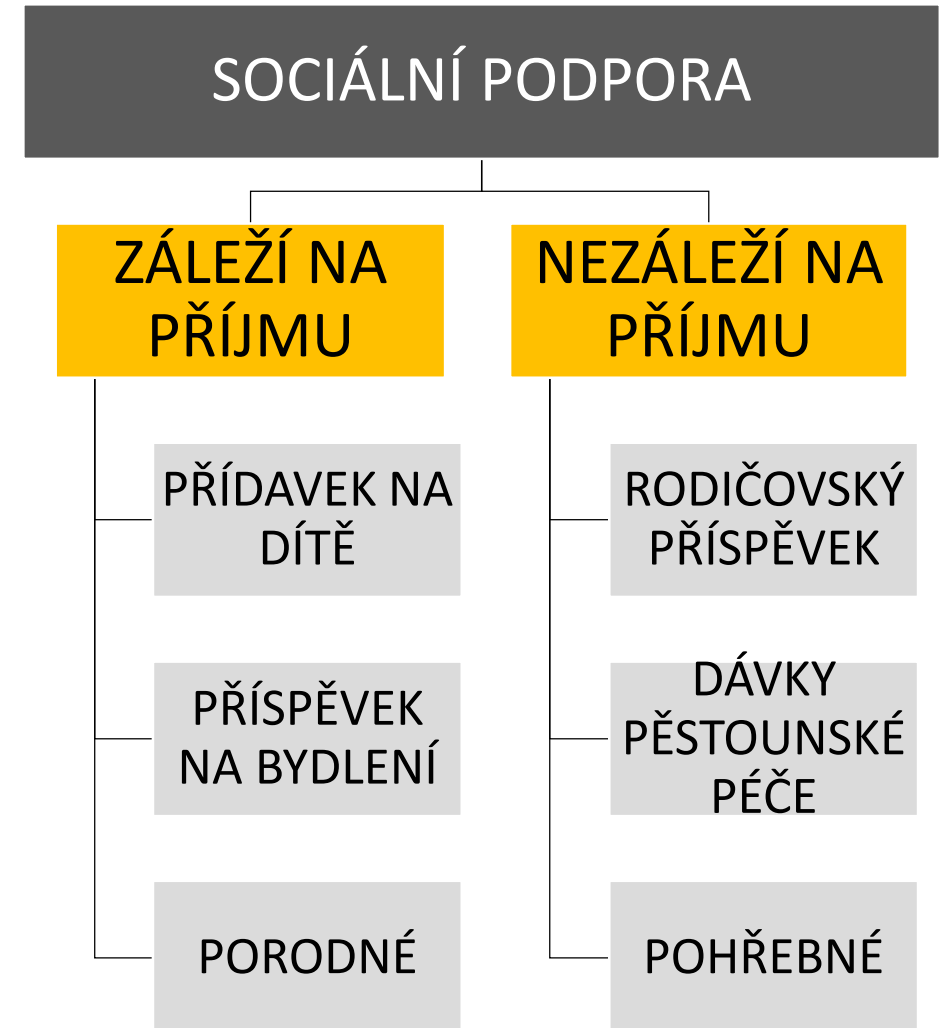 SOCIÁLNÍ PODPORA
ZÁLEŽÍ NA
PŘÍJMU
PŘÍDAVEK NA
DÍTĚ
PŘÍSPĚVEK
NA BYDLENÍ
PORODNÉ
NEZÁLEŽÍ NA
PŘÍJMU
RODIČOVSKÝ
PŘÍSPĚVEK
DÁVKY
PĚSTOUNSKÉ
PÉČE
POHŘEBNÉ